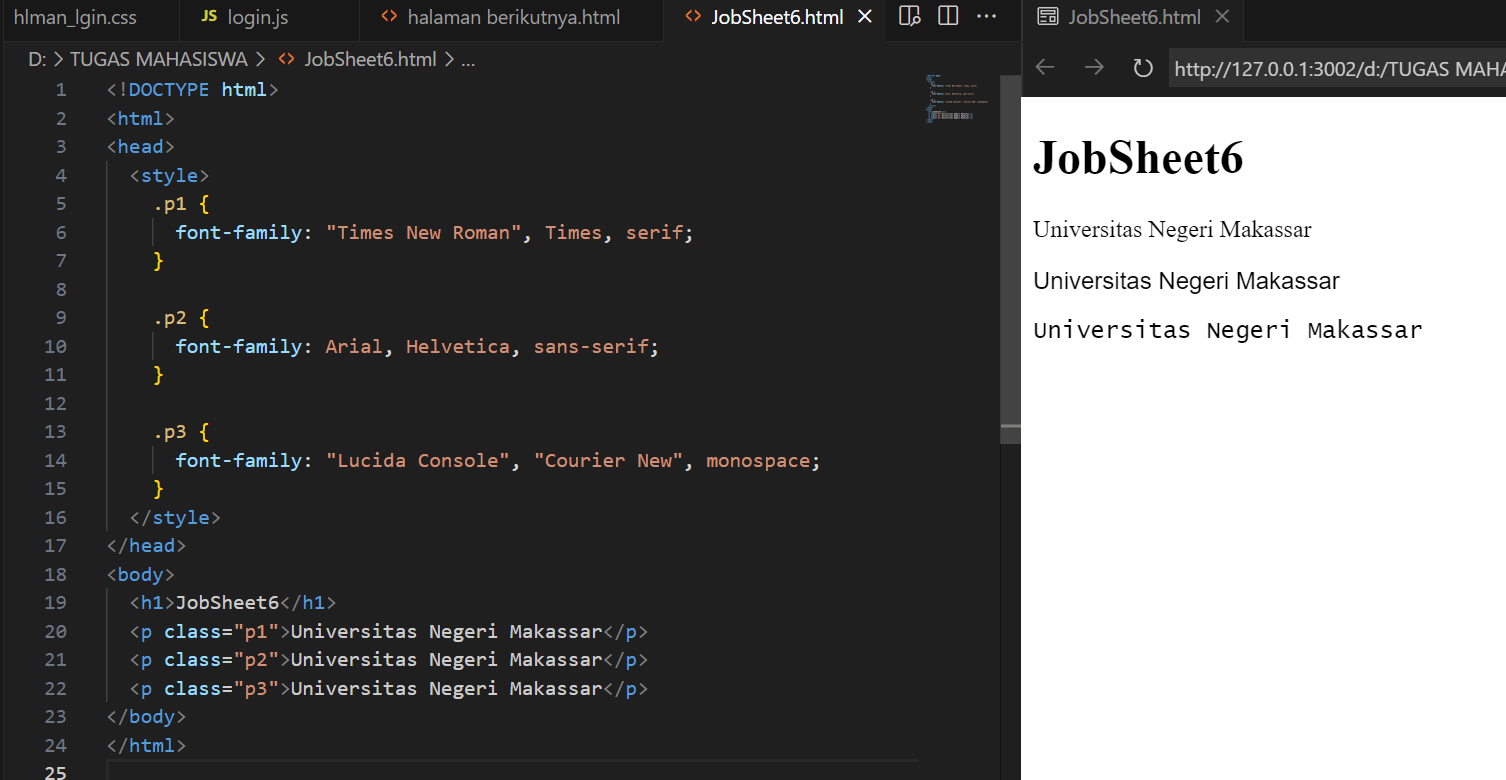 hlman_lgin.css JS login.js <> halaman berikutnya.html <> JobSheet6.html JobSheet6.html
D: > TUGAS MAHASISWA > <> JobSheet6.html > ...
http://127.0.0.1:3002/d:/TUGAS MAHA
1 <!DOCTYPE html>
2 <html>
3 <head>
4   <style>
5     .p1 {
6       font-family: "Times New Roman", Times, serif;
7     }
8
9     .p2 {
10       font-family: Arial, Helvetica, sans-serif;
11     }
12
13     .p3 {
14       font-family: "Lucida Console", "Courier New", monospace;
15     }
16   </style>
17 </head>
18 <body>
19   <h1>JobSheet6</h1>
20   <p class="p1">Universitas Negeri Makassar</p>
21   <p class="p2">Universitas Negeri Makassar</p>
22   <p class="p3">Universitas Negeri Makassar</p>
23 </body>
24 </html>
25
JobSheet6
Universitas Negeri Makassar
Universitas Negeri Makassar
Universitas Negeri Makassar